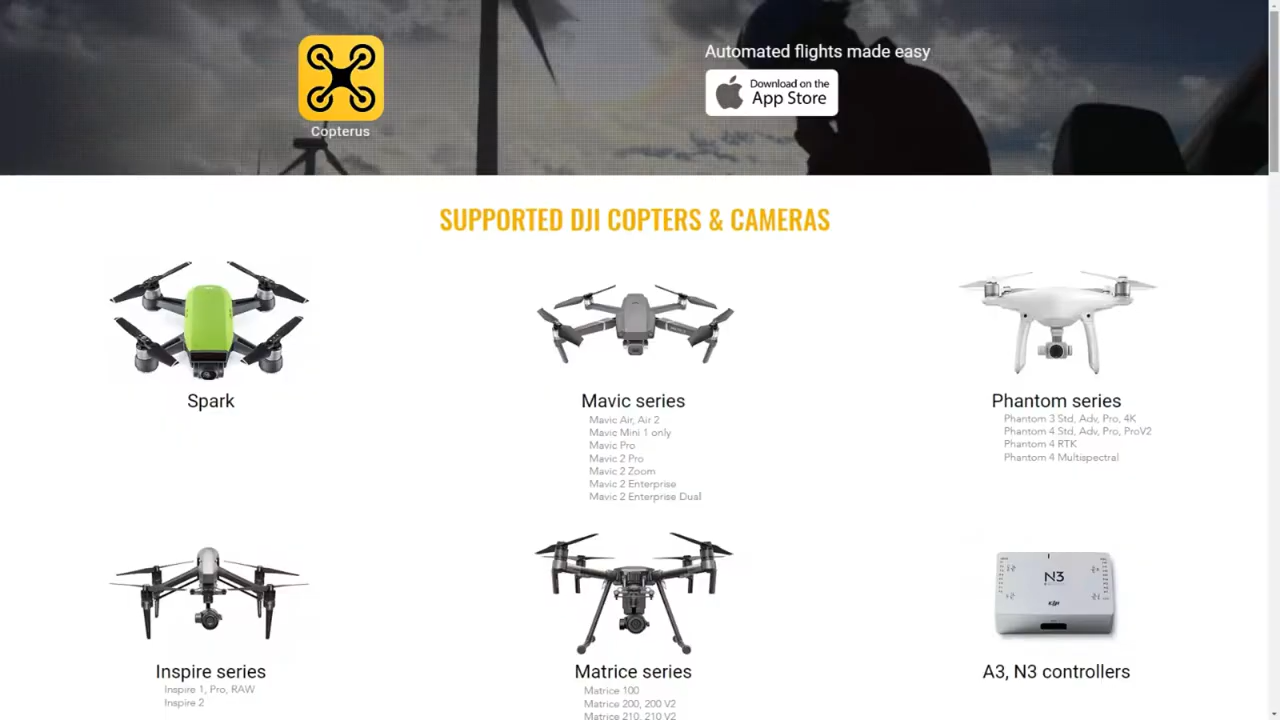 Automated flights made easy
Download on the
App Store
Copterus
SUPPORTED DJI COPTERS & CAMERAS
Spark
Mavic series
Mavic Air, Air 2
Mavic Mini 1 only
Mavic Pro
Mavic 2 Pro
Mavic 2 Zoom
Mavic 2 Enterprise
Mavic 2 Enterprise Dual
Phantom series
Phantom 3 Std, Adv, Pro, 4K
Phantom 4 Std, Adv, Pro, ProV2
Phantom 4 RTK
Phantom 4 Multispectral
Inspire series
Inspire 1, Pro, RAW
Inspire 2
Matrice series
Matrice 100
Matrice 200, 200 V2
Matrice 210, 210 V2
N3
dji
A3, N3 controllers